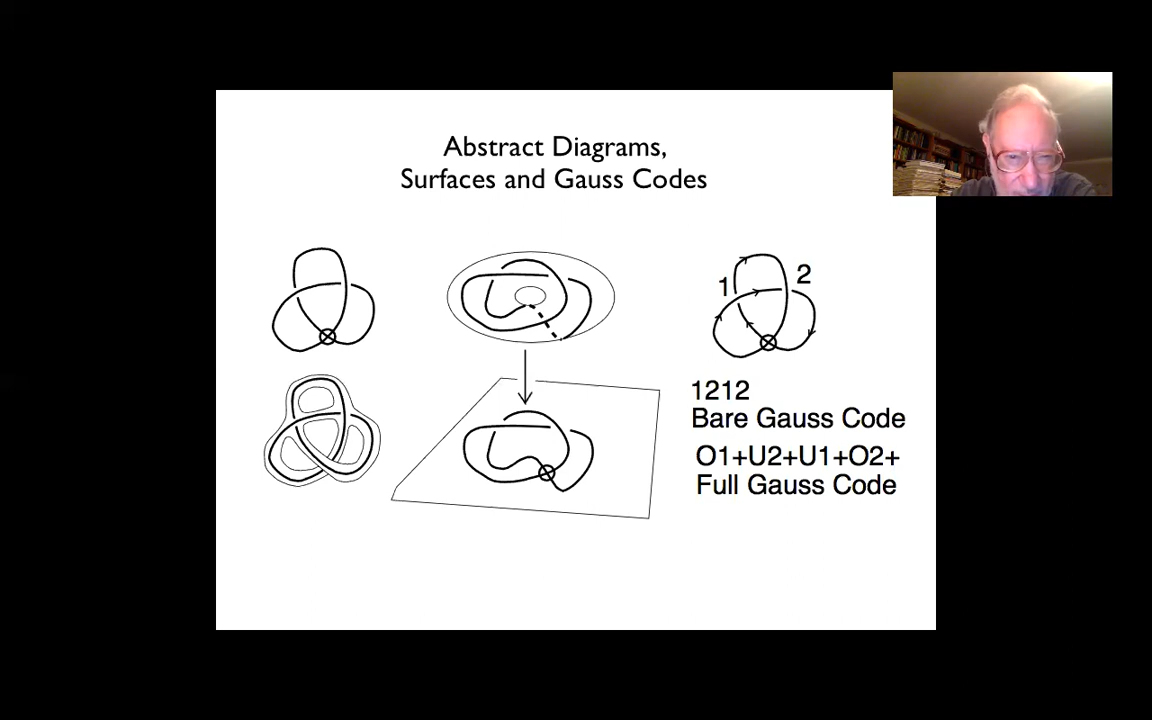 Abstract Diagrams,
Surfaces and Gauss Codes
1
2
1212
Bare Gauss Code
O1+U2+U1+O2+
Full Gauss Code